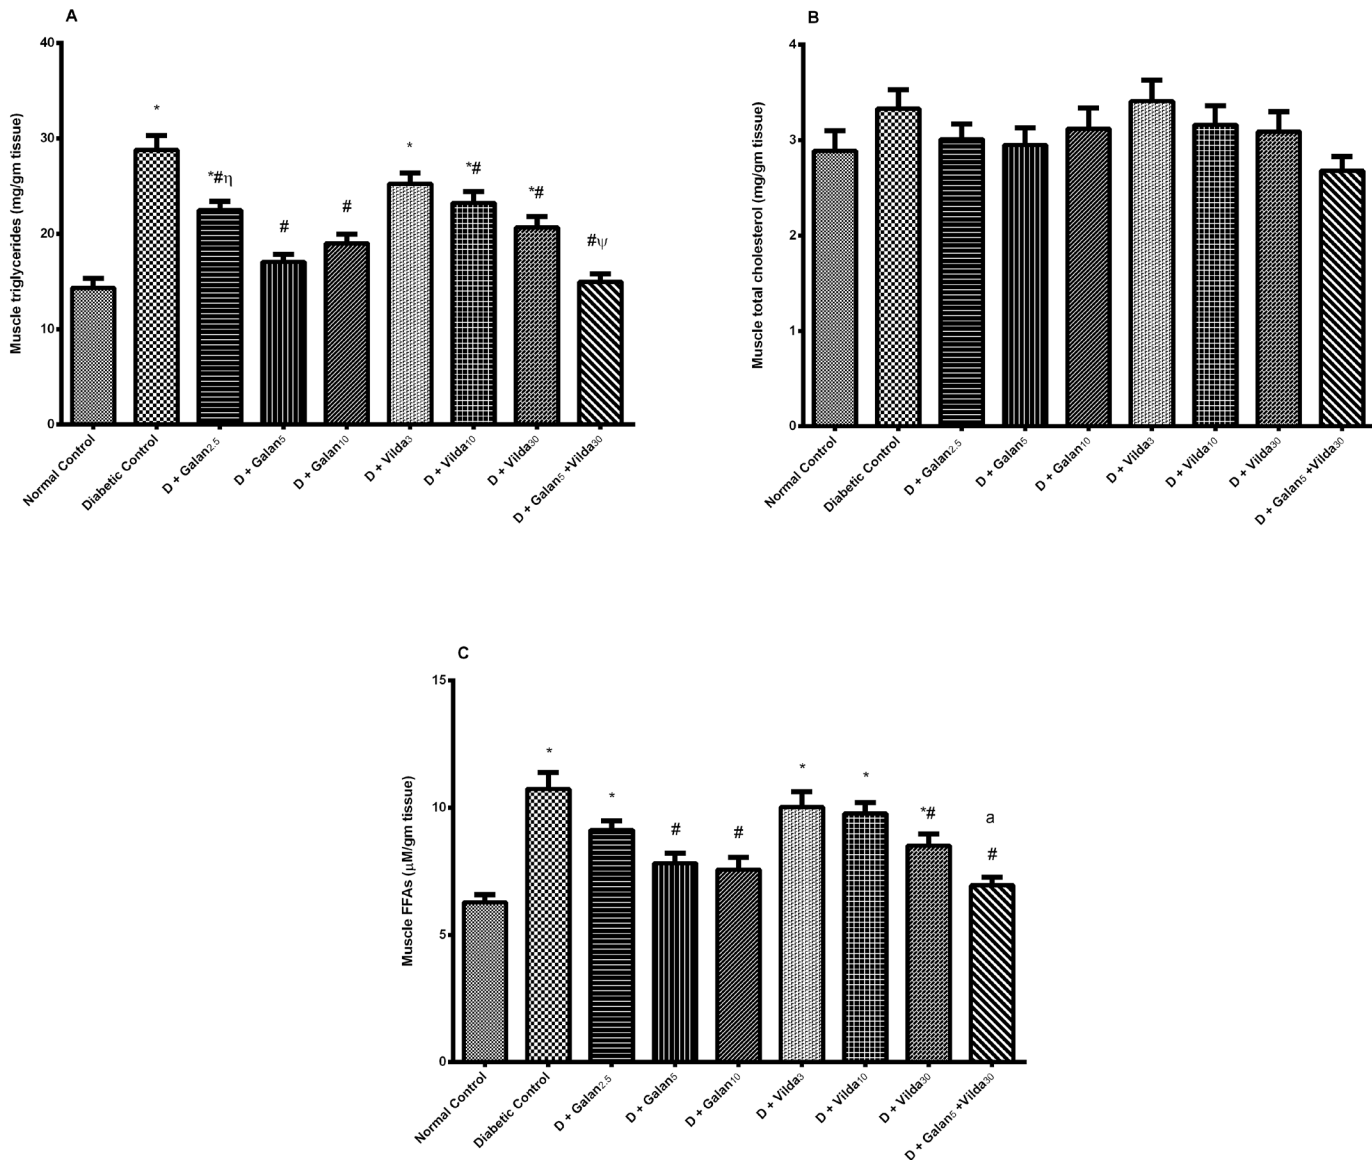 A
Muscle triglycerides (mg/gm tissue)
40
30
20
10
0
*
*#η
#
#
*
*#
*#
#ψ
Normal Control
Diabetic Control
D + Galan2.5
D + Galan5
D + Galan10
D + Vilda3
D + Vilda10
D + Vilda30
D + Galan5 +Vilda30
B
Muscle total cholesterol (mg/gm tissue)
4
3
2
1
0
Normal Control
Diabetic Control
D + Galan2.5
D + Galan5
D + Galan10
D + Vilda3
D + Vilda10
D + Vilda30
D + Galan5 +Vilda30
C
Muscle FFAs (μM/gm tissue)
15
10
5
0
*
*
#
#
*
*
*#
a
#
Normal Control
Diabetic Control
D + Galan2.5
D + Galan5
D + Galan10
D + Vilda3
D + Vilda10
D + Vilda30
D + Galan5 +Vilda30